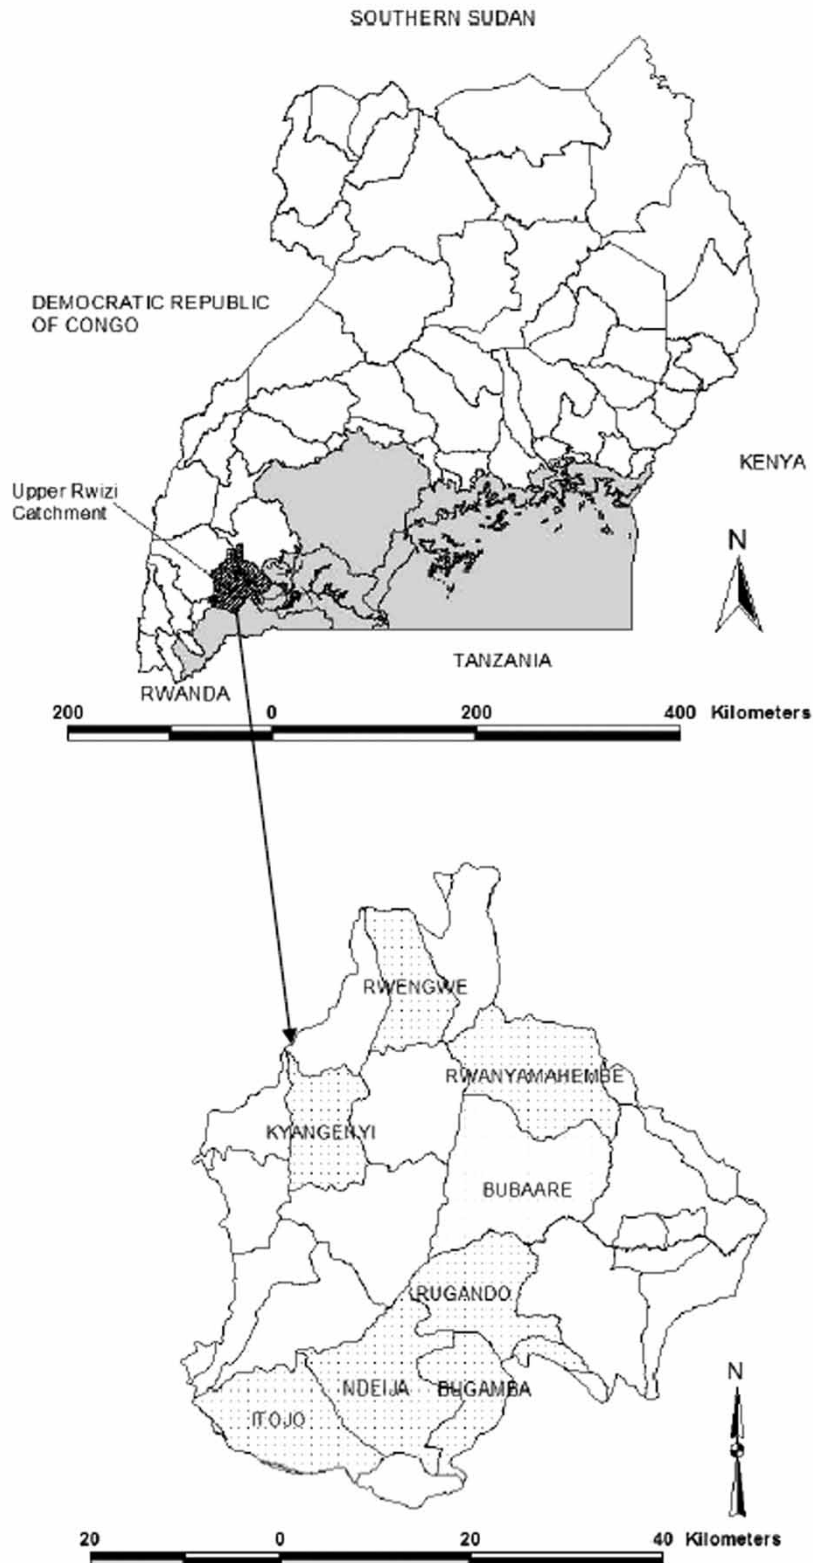 SOUTHERN SUDAN
DEMOCRATIC REPUBLIC
OF CONGO
KENYA
Upper Rwizi
Catchment
N
TANZANIA
RWANDA
200 0 200 400 Kilometers
RWENGWE
RWANYAMAHEMBE
KYANGENYI
BUBAARE
RUGANDO
NDEIJA
BUGAMBA
ITOJO
N
20 0 20 40 Kilometers